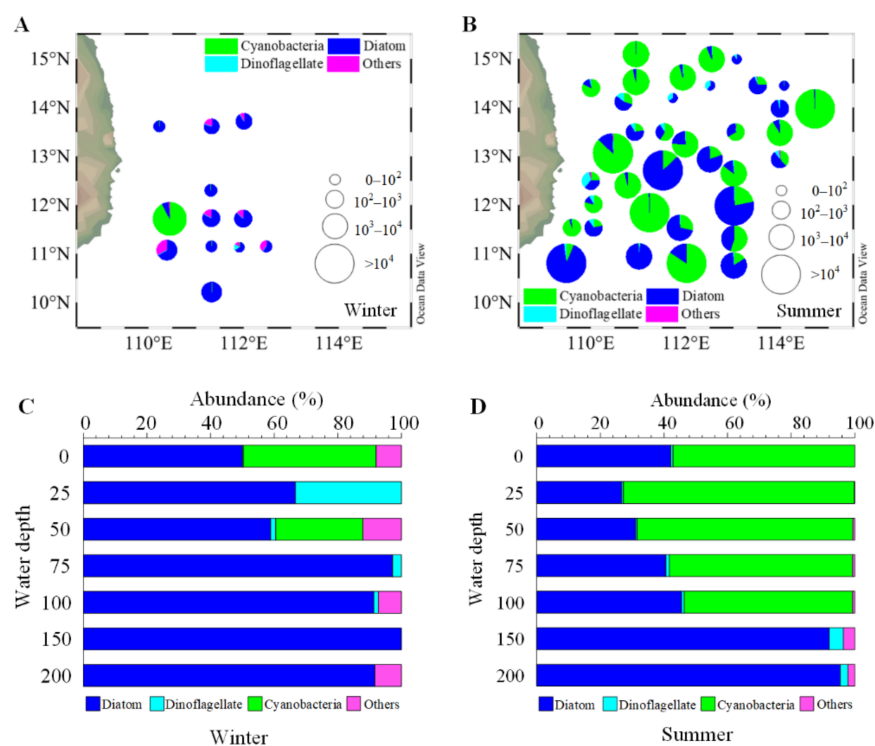 A
B
Cyanobacteria
Diatom
Dinoflagellate
Others
15°N
14°N
13°N
12°N
11°N
10°N
0–10²
10²–10³
10³–10⁴
>10⁴
Winter
Ocean Data View
110°E
112°E
114°E
15°N
14°N
13°N
12°N
11°N
10°N
0–10²
10²–10³
10³–10⁴
>10⁴
Cyanobacteria
Diatom
Dinoflagellate
Others
Summer
Ocean Data View
110°E
112°E
114°E
C
Abundance (%)
0 20 40 60 80 100
Water depth
0
25
50
75
100
150
200
Diatom Dinoflagellate Cyanobacteria Others
Winter
D
Abundance (%)
0 20 40 60 80 100
Water depth
0
25
50
75
100
150
200
Diatom Dinoflagellate Cyanobacteria Others
Summer